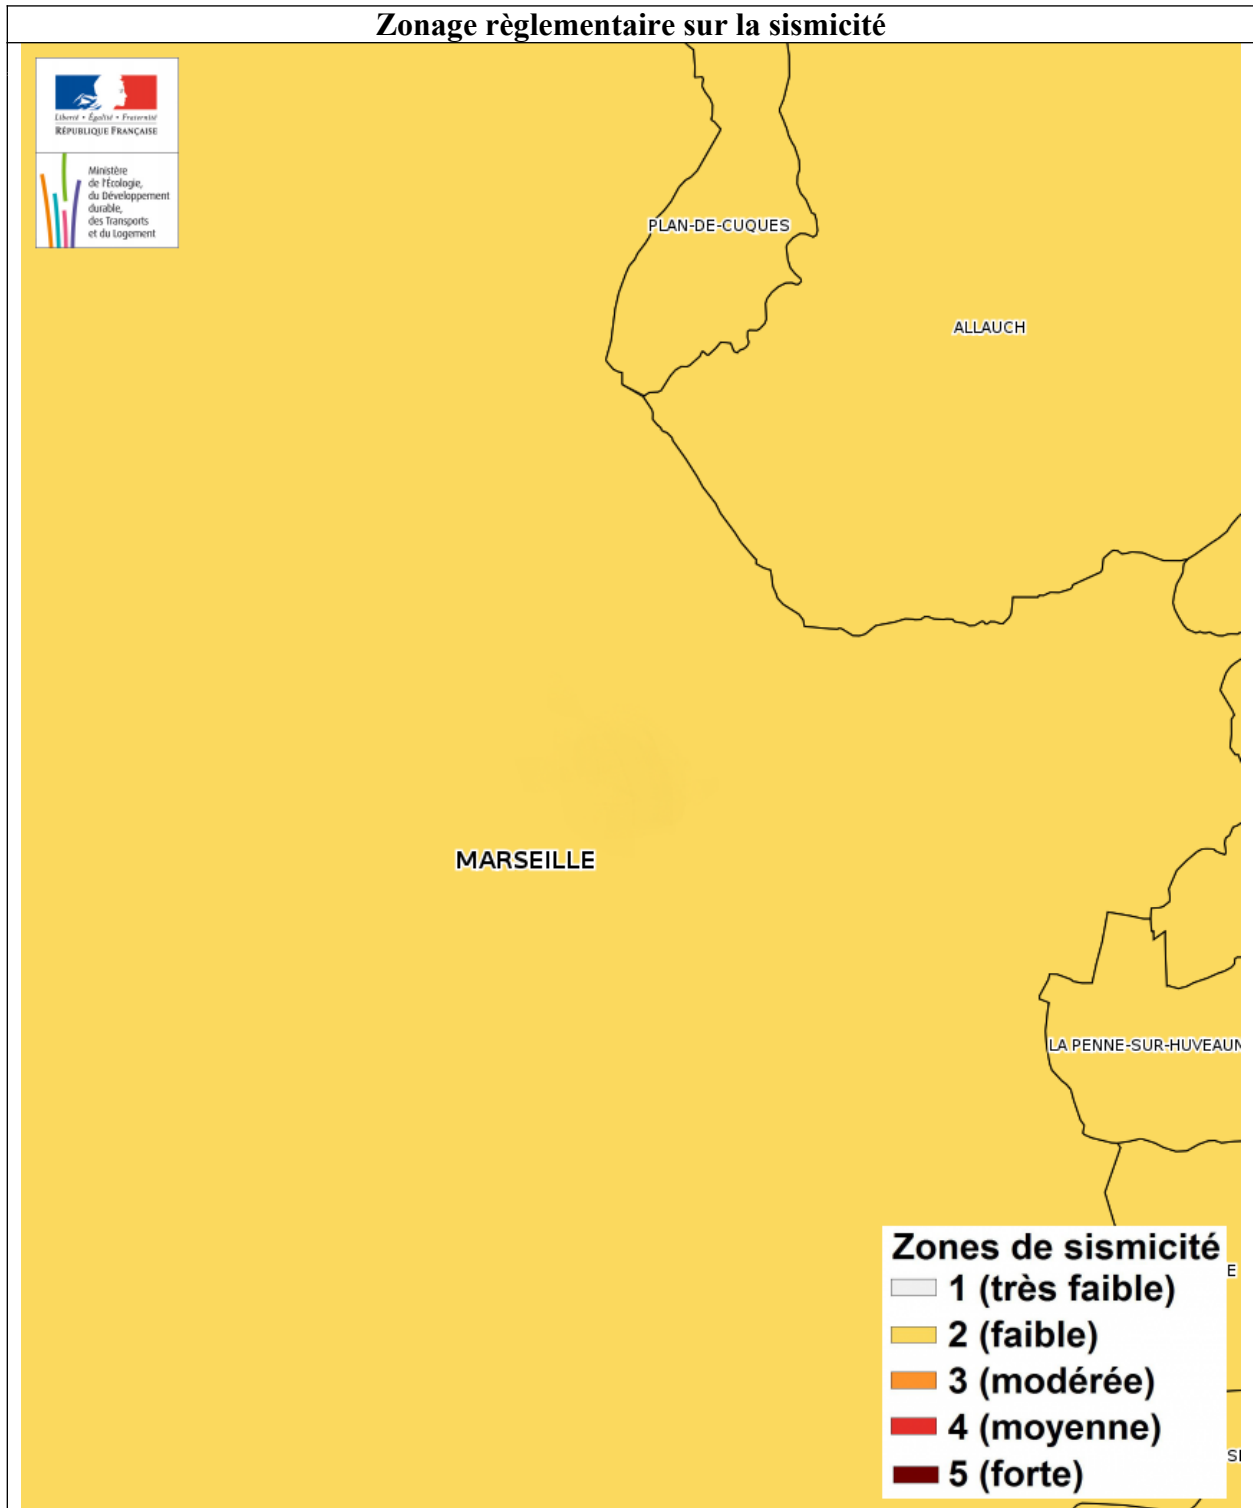 Zonage règlementaire sur la sismicité
Liberté • Égalité • Fraternité
RÉPUBLIQUE FRANÇAISE
Ministère
de l'Écologie,
du Développement
durable,
des Transports
et du Logement
PLAN-DE-CUQUES
ALLAUCH
MARSEILLE
LA PENNE-SUR-HUVEAUN
Zones de sismicité
E
1 (très faible)
2 (faible)
3 (modérée)
4 (moyenne)
SI
5 (forte)